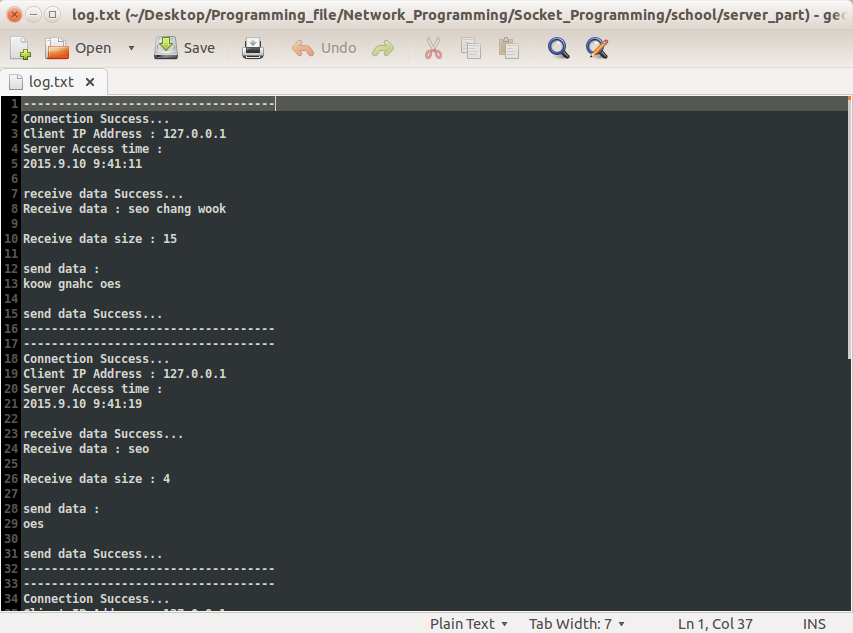 log.txt (~/Desktop/Programming_file/Network_Programming/Socket_Programming/school/server_part) - ge
Open Save Undo
log.txt
1 ------------------------------------
2 Connection Success...
3 Client IP Address : 127.0.0.1
4 Server Access time :
5 2015.9.10 9:41:11
6
7 receive data Success...
8 Receive data : seo chang wook
9
10 Receive data size : 15
11
12 send data :
13 koow gnahc oes
14
15 send data Success...
16 ------------------------------------
17 ------------------------------------
18 Connection Success...
19 Client IP Address : 127.0.0.1
20 Server Access time :
21 2015.9.10 9:41:19
22
23 receive data Success...
24 Receive data : seo
25
26 Receive data size : 4
27
28 send data :
29 oes
30
31 send data Success...
32 ------------------------------------
33 ------------------------------------
34 Connection Success...
Plain Text Tab Width: 7 Ln 1, Col 37 INS